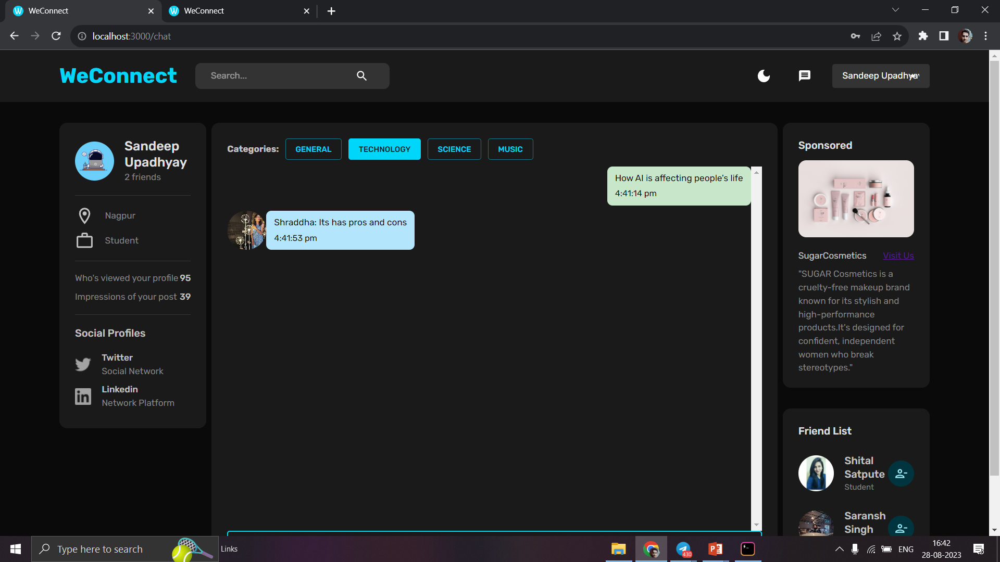 WeConnect
WeConnect
localhost:3000/chat
WeConnect
Search...
Sandeep Upadhyay
Sandeep
Upadhyay
2 friends
Nagpur
Student
Who's viewed your profile 95
Impressions of your post 39
Social Profiles
Twitter
Social Network
Linkedin
Network Platform
Categories: GENERAL TECHNOLOGY SCIENCE MUSIC
How AI is affecting people's life
4:41:14 pm
Shraddha: Its has pros and cons
4:41:53 pm
Sponsored
SugarCosmetics Visit Us
"SUGAR Cosmetics is a
cruelty-free makeup brand
known for its stylish and
high-performance
products.It's designed for
confident, independent
women who break
stereotypes."
Friend List
Shital
Satpute
Student
Saransh
Singh
Type here to search
Links
430
ENG
16:42
28-08-2023